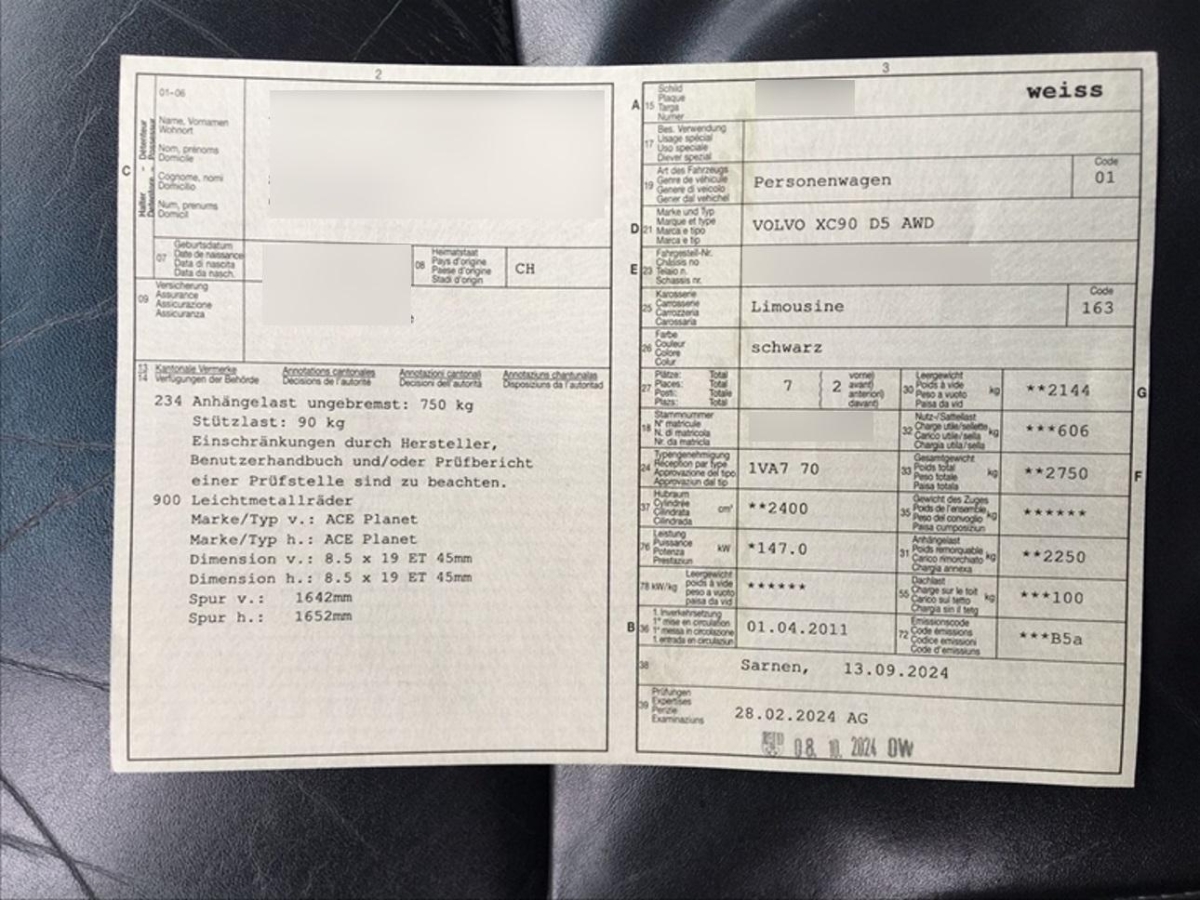 2
01-06
Halter - Détenteur
Detentore - Possessur
C
Name, Vornamen
Wohnort
Nom, prénoms
Domicile
Cognome, nomi
Domicilio
Num, prenums
Domicil
07
Geburtsdatum
Date de naissance
Data di nascita
Data da nasch.
08
Heimatstaat
Pays d'origine
Paese d'origine
Stadi d'origin
CH
09
Versicherung
Assurance
Assicurazione
Assicuranza
13
14
Kantonale Vermerke
Verfügungen der Behörde
Annotations cantonales
Décisions de l'autorité
Annotazioni cantonali
Decisioni dell'autorità
Annotaziuns chantunalas
Disposiziuns da l'autoritad
234 Anhängelast ungebremst: 750 kg
Stützlast: 90 kg
Einschränkungen durch Hersteller,
Benutzerhandbuch und/oder Prüfbericht
einer Prüfstelle sind zu beachten.
900 Leichtmetallräder
Marke/Typ v.: ACE Planet
Marke/Typ h.: ACE Planet
Dimension v.: 8.5 x 19 ET 45mm
Dimension h.: 8.5 x 19 ET 45mm
Spur v.: 1642mm
Spur h.: 1652mm
3
A 15
Schild
Plaque
Targa
Numer
weiss
17
Bes. Verwendung
Usage spécial
Uso speciale
Diever spezial
19
Art des Fahrzeugs
Genre de véhicule
Genere di veicolo
Gener dal vehichel
Personenwagen
Code
01
D 21
Marke und Typ
Marque et type
Marca e tipo
Marca e tip
VOLVO XC90 D5 AWD
E 23
Fahrgestell-Nr.
Châssis no
Telaio n.
Schassis nr.
25
Karosserie
Carrosserie
Carrozzeria
Carossaria
Limousine
Code
163
26
Farbe
Couleur
Colore
Colur
schwarz
27
Plätze: Total
Places: Total
Posti: Totale
Plazs: Total
7
2
vorne
avant
anteriori
davant
30
Leergewicht
Poids à vide
Peso a vuoto
Paisa da vid
kg
**2144
G
18
Stammnummer
N° matricule
N. di matricola
Nr. da matricla
32
Nutz-/Sattellast
Charge utile/sellette
Carico utile/sella
Chargia utila/sella
kg
***606
24
Typengenehmigung
Réception par type
Approvazione del tipo
Approvaziun dal tip
1VA7 70
33
Gesamtgewicht
Poids total
Peso totale
Paisa totala
kg
**2750
F
37
Hubraum
Cylindrée
Cilindrata
Cilindrada
cm³
**2400
35
Gewicht des Zuges
Poids de l'ensemble
Peso del convoglio
Paisa cumposiziun
kg
******
76
Leistung
Puissance
Potenza
Prestaziun
kW
*147.0
31
Anhängelast
Poids remorquable
Carico rimorchiato
Chargia annexa
kg
**2250
78 kW/kg
Leergewicht
poids à vide
peso a vuoto
paisa da vid
******
55
Dachlast
Charge sur le toit
Carico sul tetto
Chargia sin il tetg
kg
***100
B 36
1. Inverkehrsetzung
1re mise en circulation
1a messa in circolazione
1. entrada en circulaziun
01.04.2011
72
Emissionscode
Code émissions
Codice emissioni
Code d'emissiuns
***B5a
38
Sarnen, 13.09.2024
39
Prüfungen
Expertises
Perizie
Examinaziuns
28.02.2024 AG
08. 10. 2024 OW